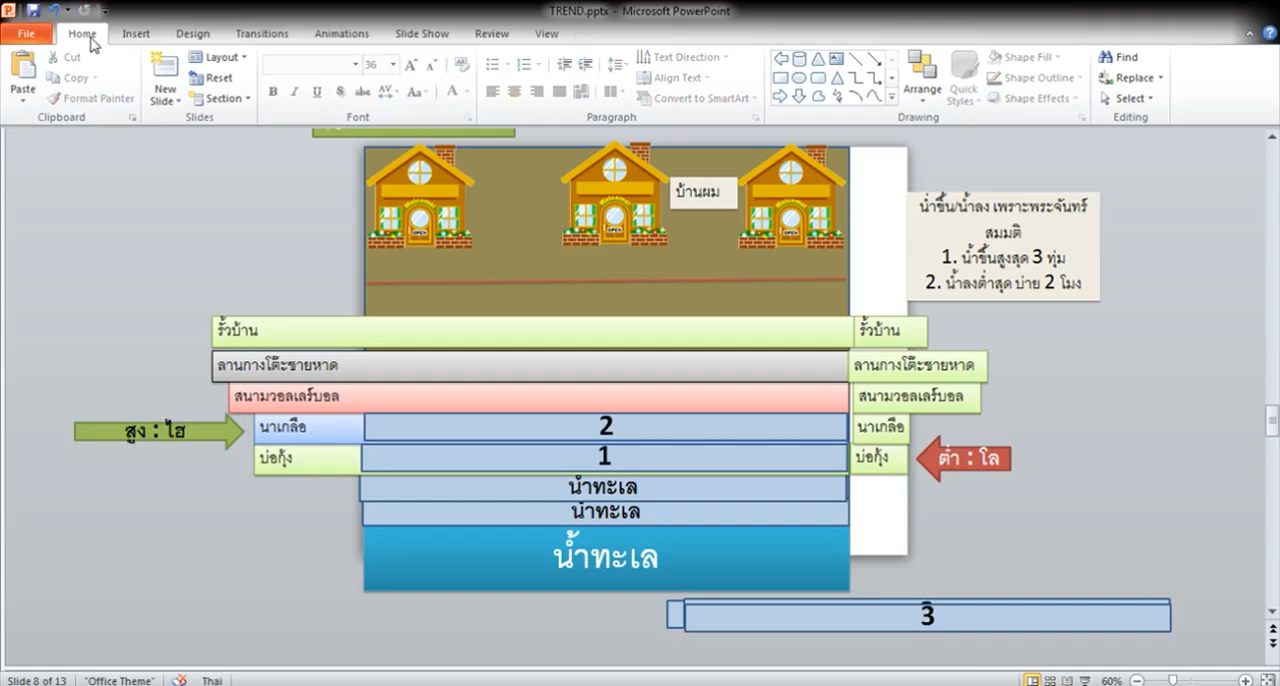 TREND.pptx - Microsoft PowerPoint
File Home Insert Design Transitions Animations Slide Show Review View
Cut
Copy
Format Painter
Paste
Clipboard
New Slide
Layout
Reset
Section
Slides
36
Font
Text Direction
Align Text
Convert to SmartArt
Paragraph
Arrange
Quick Styles
Shape Fill
Shape Outline
Shape Effects
Drawing
Find
Replace
Select
Editing
OPEN
OPEN
OPEN
บ้านผม
น่ำขึ้น/น้ำลง เพราะพระจันทร์
สมมติ
1. น้ำขึ้นสูงสุด 3 ทุ่ม
2. น้ำลงต่ำสุด บ่าย 2 โมง
รั้วบ้าน รั้วบ้าน
ลานกางโต๊ะชายหาด ลานกางโต๊ะชายหาด
สนามวอลเลร์บอล สนามวอลเลร์บอล
สูง : ไฮ นาเกลือ 2 นาเกลือ
บ่อกุ้ง 1 บ่อกุ้ง ต่ำ : โล
น้ำทะเล
น้ำทะเล
น้ำทะเล
3
Slide 8 of 13 "Office Theme" Thai 60%